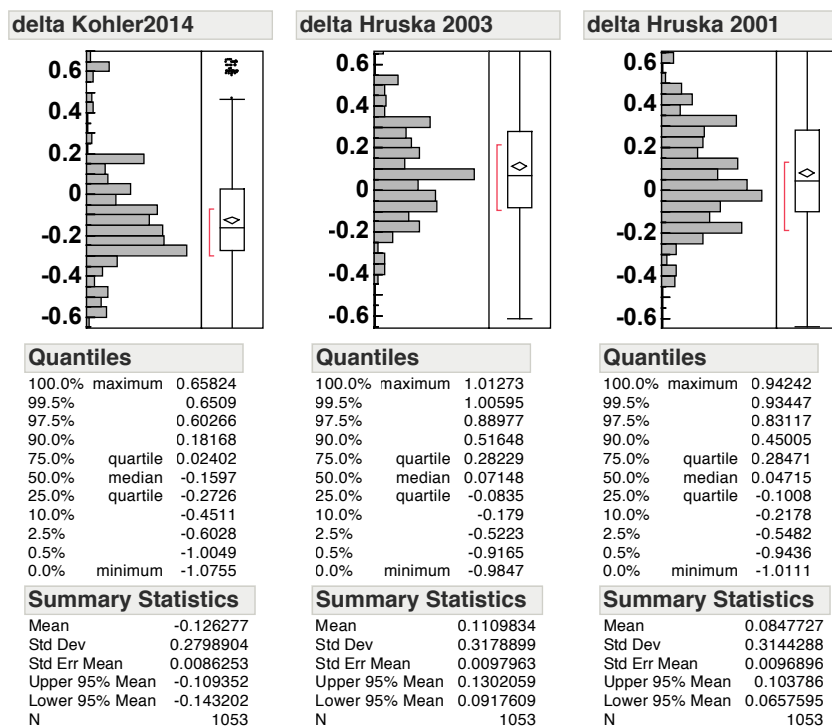 delta Kohler2014
0.6
0.4
0.2
0
-0.2
-0.4
-0.6
Quantiles
100.0% maximum 0.65824
99.5% 0.6509
97.5% 0.60266
90.0% 0.18168
75.0% quartile 0.02402
50.0% median -0.1597
25.0% quartile -0.2726
10.0% -0.4511
2.5% -0.6028
0.5% -1.0049
0.0% minimum -1.0755
Summary Statistics
Mean -0.126277
Std Dev 0.2798904
Std Err Mean 0.0086253
Upper 95% Mean -0.109352
Lower 95% Mean -0.143202
N 1053
delta Hruska 2003
0.6
0.4
0.2
0
-0.2
-0.4
-0.6
Quantiles
100.0% maximum 1.01273
99.5% 1.00595
97.5% 0.88977
90.0% 0.51648
75.0% quartile 0.28229
50.0% median 0.07148
25.0% quartile -0.0835
10.0% -0.179
2.5% -0.5223
0.5% -0.9165
0.0% minimum -0.9847
Summary Statistics
Mean 0.1109834
Std Dev 0.3178899
Std Err Mean 0.0097963
Upper 95% Mean 0.1302059
Lower 95% Mean 0.0917609
N 1053
delta Hruska 2001
0.6
0.4
0.2
0
-0.2
-0.4
-0.6
Quantiles
100.0% maximum 0.94242
99.5% 0.93447
97.5% 0.83117
90.0% 0.45005
75.0% quartile 0.28471
50.0% median 0.04715
25.0% quartile -0.1008
10.0% -0.2178
2.5% -0.5482
0.5% -0.9436
0.0% minimum -1.0111
Summary Statistics
Mean 0.0847727
Std Dev 0.3144288
Std Err Mean 0.0096896
Upper 95% Mean 0.103786
Lower 95% Mean 0.0657595
N 1053